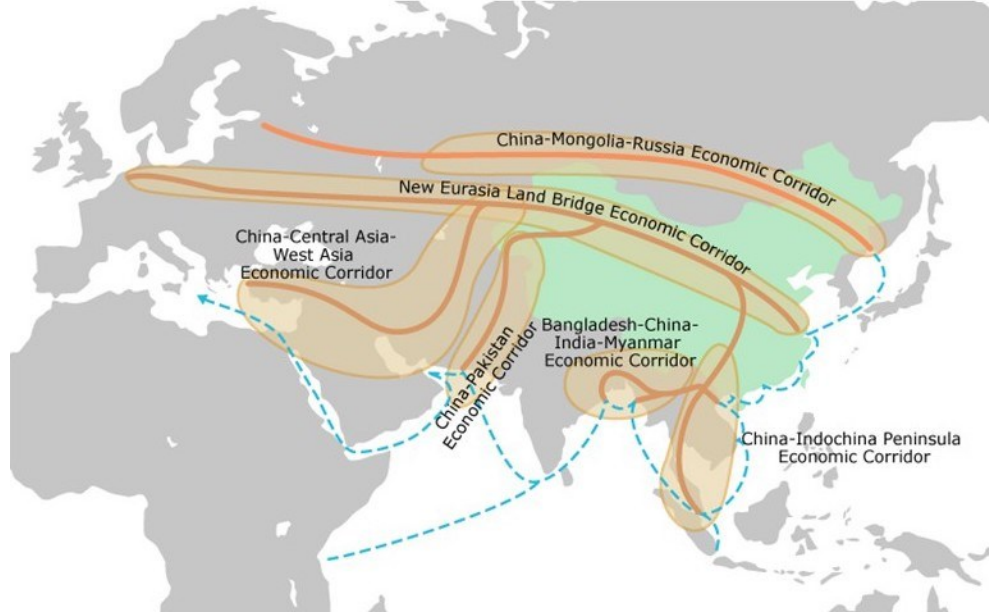 China-Mongolia-Russia Economic Corridor
New Eurasia Land Bridge Economic Corridor
China-Central Asia-
West Asia
Economic Corridor
China-Pakistan
Economic Corridor
Bangladesh-China-
India-Myanmar
Economic Corridor
China-Indochina Peninsula
Economic Corridor